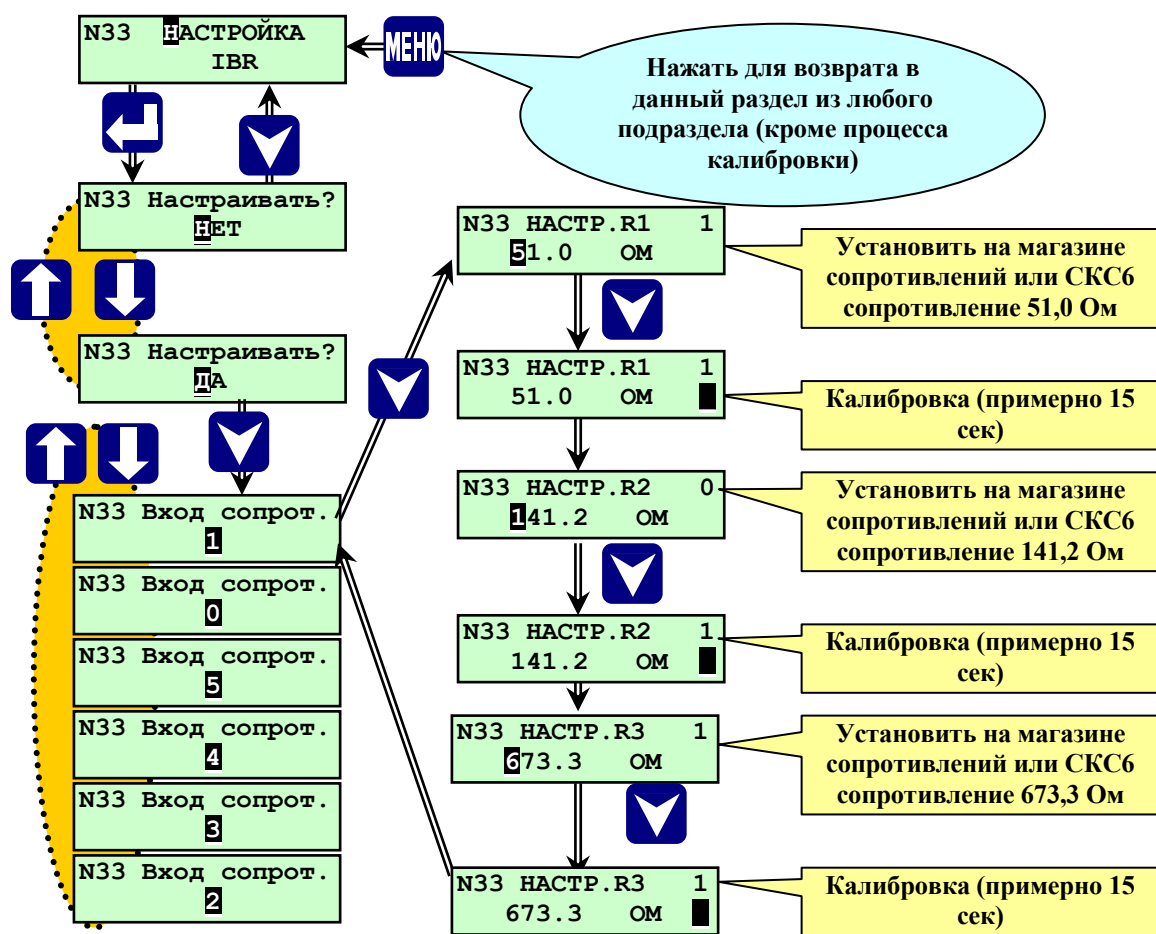 N33 НАСТРОЙКА
IBR
МЕНЮ
Нажать для возврата в
данный раздел из любого
подраздела (кроме процесса
калибровки)
N33 Настраивать?
НЕТ
N33 Настраивать?
ДА
N33 Вход сопрот.
1
N33 Вход сопрот.
0
N33 Вход сопрот.
5
N33 Вход сопрот.
4
N33 Вход сопрот.
3
N33 Вход сопрот.
2
N33 НАСТР.R1 1
51.0 ОМ
Установить на магазине
сопротивлений или СКС6
сопротивление 51,0 Ом
N33 НАСТР.R1 1
51.0 ОМ
Калибровка (примерно 15
сек)
N33 НАСТР.R2 0
141.2 ОМ
Установить на магазине
сопротивлений или СКС6
сопротивление 141,2 Ом
N33 НАСТР.R2 1
141.2 ОМ
Калибровка (примерно 15
сек)
N33 НАСТР.R3 1
673.3 ОМ
Установить на магазине
сопротивлений или СКС6
сопротивление 673,3 Ом
N33 НАСТР.R3 1
673.3 ОМ
Калибровка (примерно 15
сек)